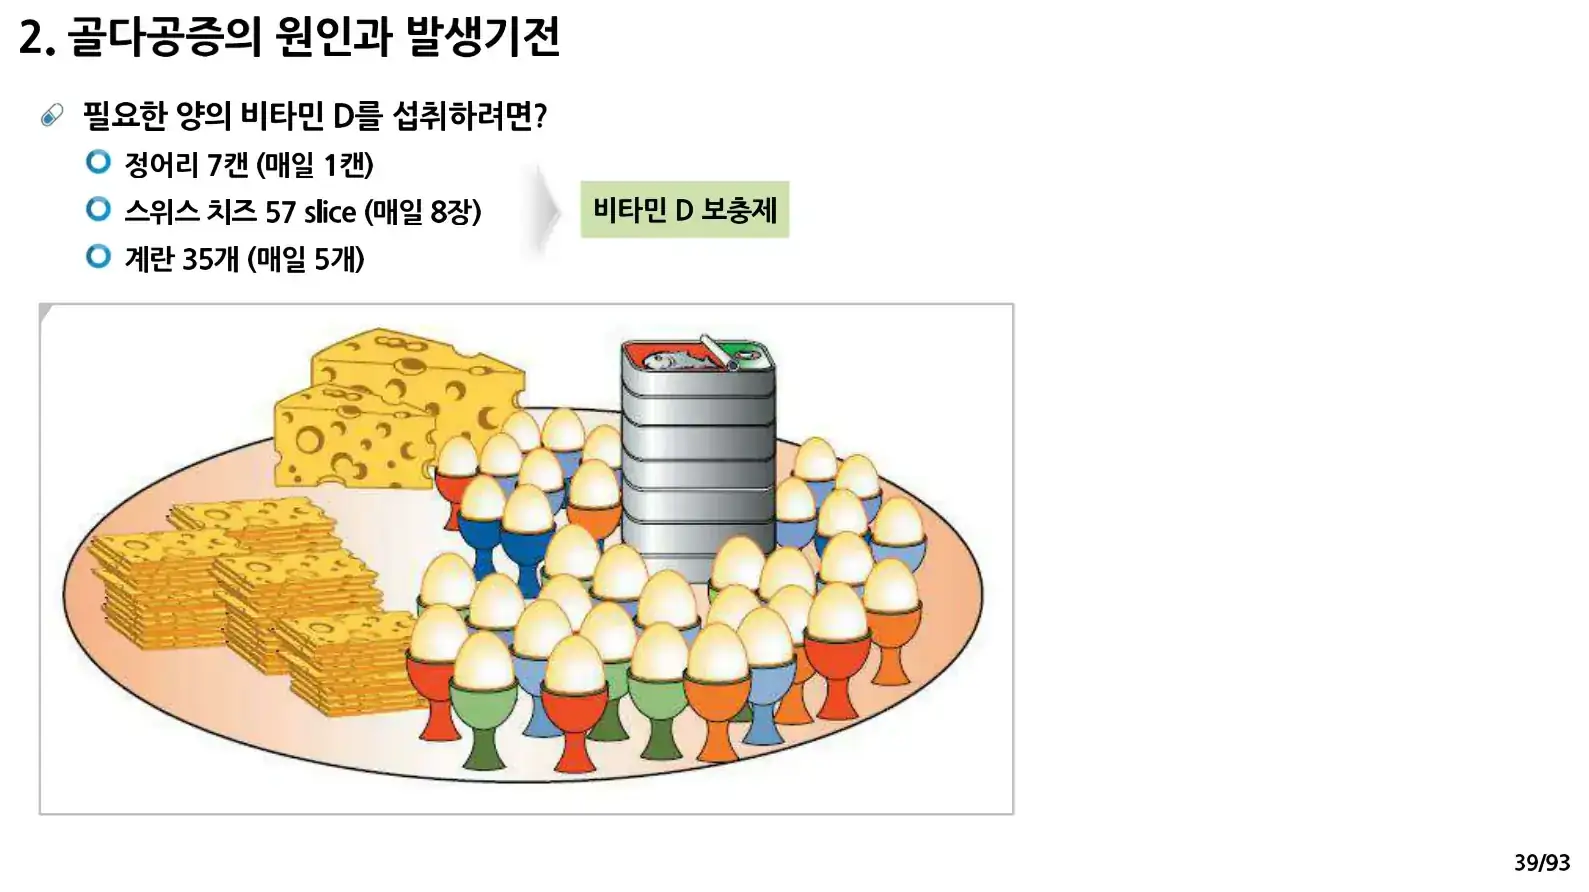 2. 골다공증의 원인과 발생기전
필요한 양의 비타민 D를 섭취하려면?
정어리 7캔 (매일 1캔)
스위스 치즈 57 slice (매일 8장)
계란 35개 (매일 5개)
비타민 D 보충제
39/93